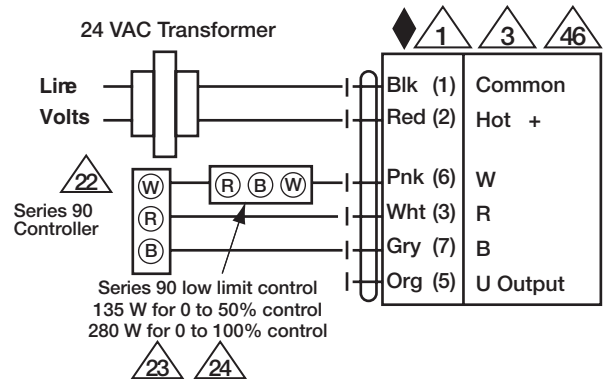 24 VAC Transformer
1
3
46
Line
Volts
Blk (1) Common
Red (2) Hot +
22
Series 90
Controller
W
R
B
R B W
Pnk (6) W
Wht (3) R
Gry (7) B
Org (5) U Output
Series 90 low limit control
135 W for 0 to 50% control
280 W for 0 to 100% control
23
24